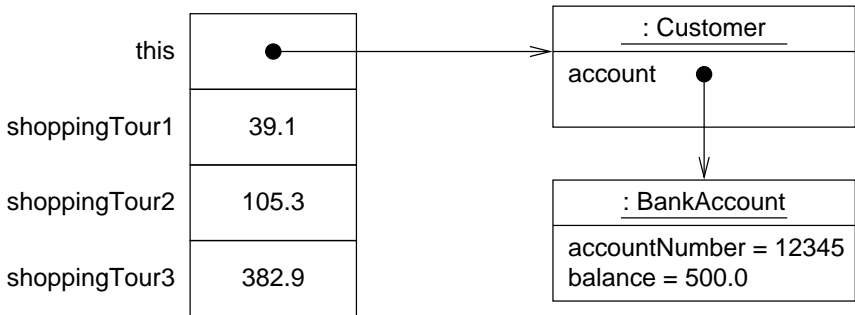 this
shoppingTour1 39.1
shoppingTour2 105.3
shoppingTour3 382.9
: Customer
account
: BankAccount
accountNumber = 12345
balance = 500.0